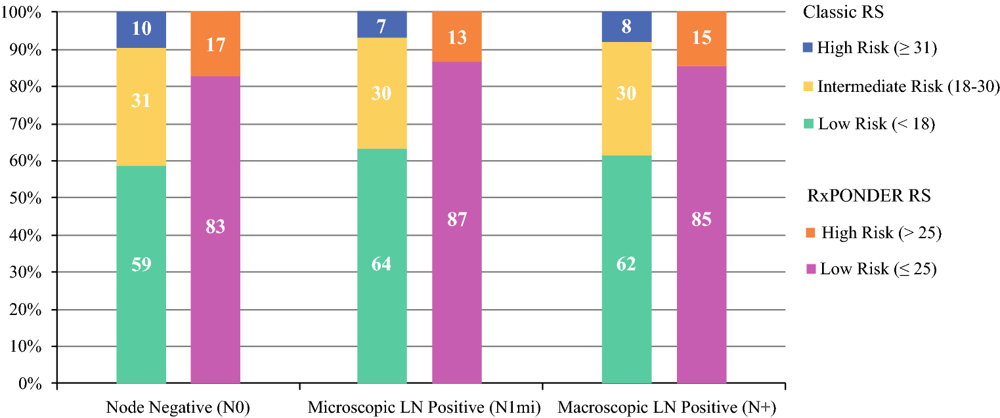 100%
90%
80%
70%
60%
50%
40%
30%
20%
10%
0%
10
31
59
17
83
7
30
64
13
87
8
30
62
15
85
Node Negative (N0)
Microscopic LN Positive (N1mi)
Macroscopic LN Positive (N+)
Classic RS
High Risk (≥ 31)
Intermediate Risk (18-30)
Low Risk (< 18)
RxPONDER RS
High Risk (> 25)
Low Risk (≤ 25)